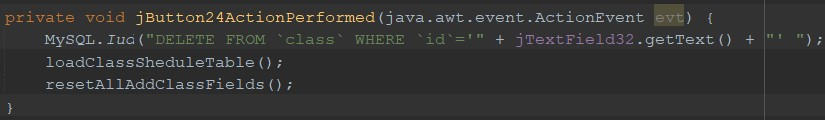 private void jButton24ActionPerformed(java.awt.event.ActionEvent evt) {
MySQL.Iud("DELETE FROM `class` WHERE `id`='" + jTextField32.getText() + "' ");
loadClassSheduleTable();
resetAllAddClassFields();
}